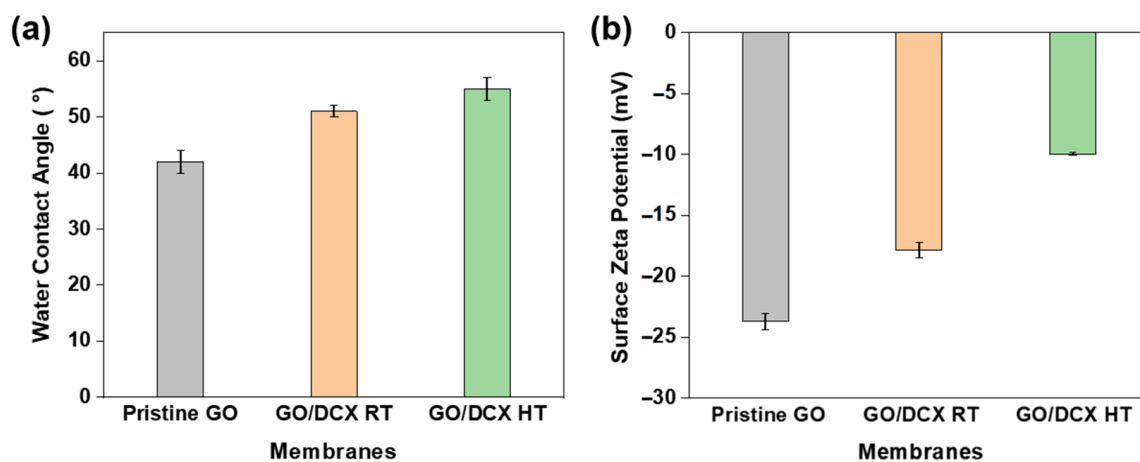 (a)
Water Contact Angle ( °)
60
50
40
30
20
10
0
Pristine GO GO/DCX RT GO/DCX HT
Membranes
(b)
Surface Zeta Potential (mV)
0
−5
−10
−15
−20
−25
−30
Pristine GO GO/DCX RT GO/DCX HT
Membranes